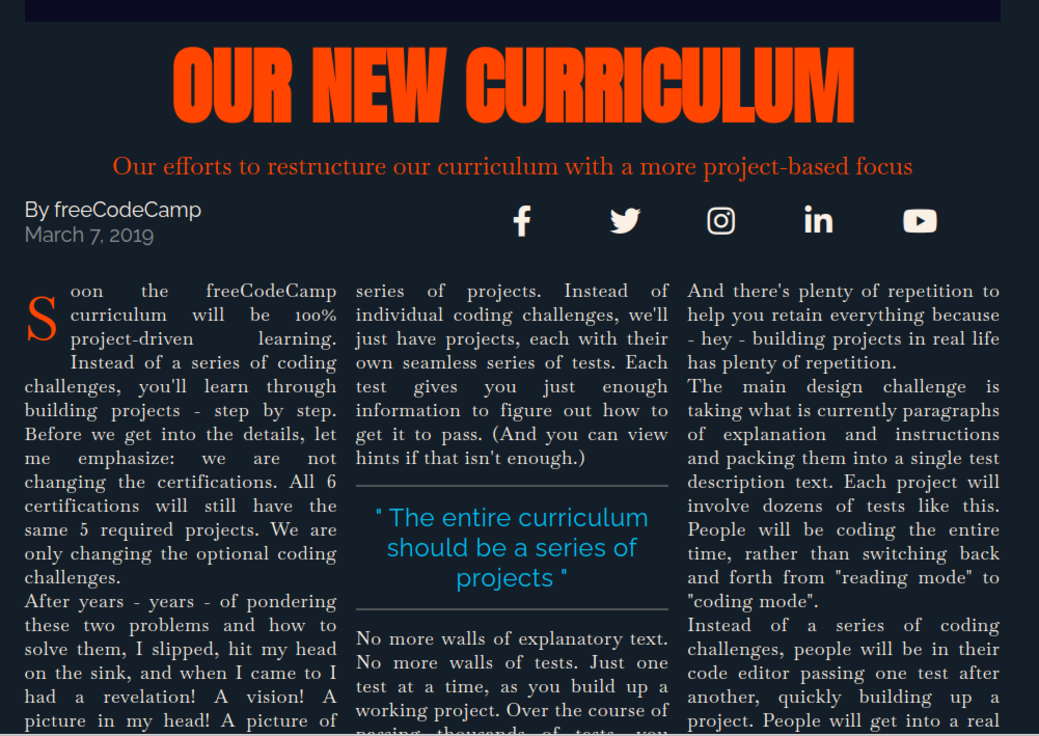 OUR NEW CURRICULUM
Our efforts to restructure our curriculum with a more project-based focus
By freeCodeCamp
March 7, 2019
Soon the freeCodeCamp
curriculum will be 100%
project-driven learning.
Instead of a series of coding
challenges, you'll learn through
building projects - step by step.
Before we get into the details, let
me emphasize: we are not
changing the certifications. All 6
certifications will still have the
same 5 required projects. We are
only changing the optional coding
challenges.
After years - years - of pondering
these two problems and how to
solve them, I slipped, hit my head
on the sink, and when I came to I
had a revelation! A vision! A
picture in my head! A picture of
series of projects. Instead of
individual coding challenges, we'll
just have projects, each with their
own seamless series of tests. Each
test gives you just enough
information to figure out how to
get it to pass. (And you can view
hints if that isn't enough.)
" The entire curriculum
should be a series of
projects "
No more walls of explanatory text.
No more walls of tests. Just one
test at a time, as you build up a
working project. Over the course of
passing thousands of tests, you
And there's plenty of repetition to
help you retain everything because
- hey - building projects in real life
has plenty of repetition.
The main design challenge is
taking what is currently paragraphs
of explanation and instructions
and packing them into a single test
description text. Each project will
involve dozens of tests like this.
People will be coding the entire
time, rather than switching back
and forth from "reading mode" to
"coding mode".
Instead of a series of coding
challenges, people will be in their
code editor passing one test after
another, quickly building up a
project. People will get into a real